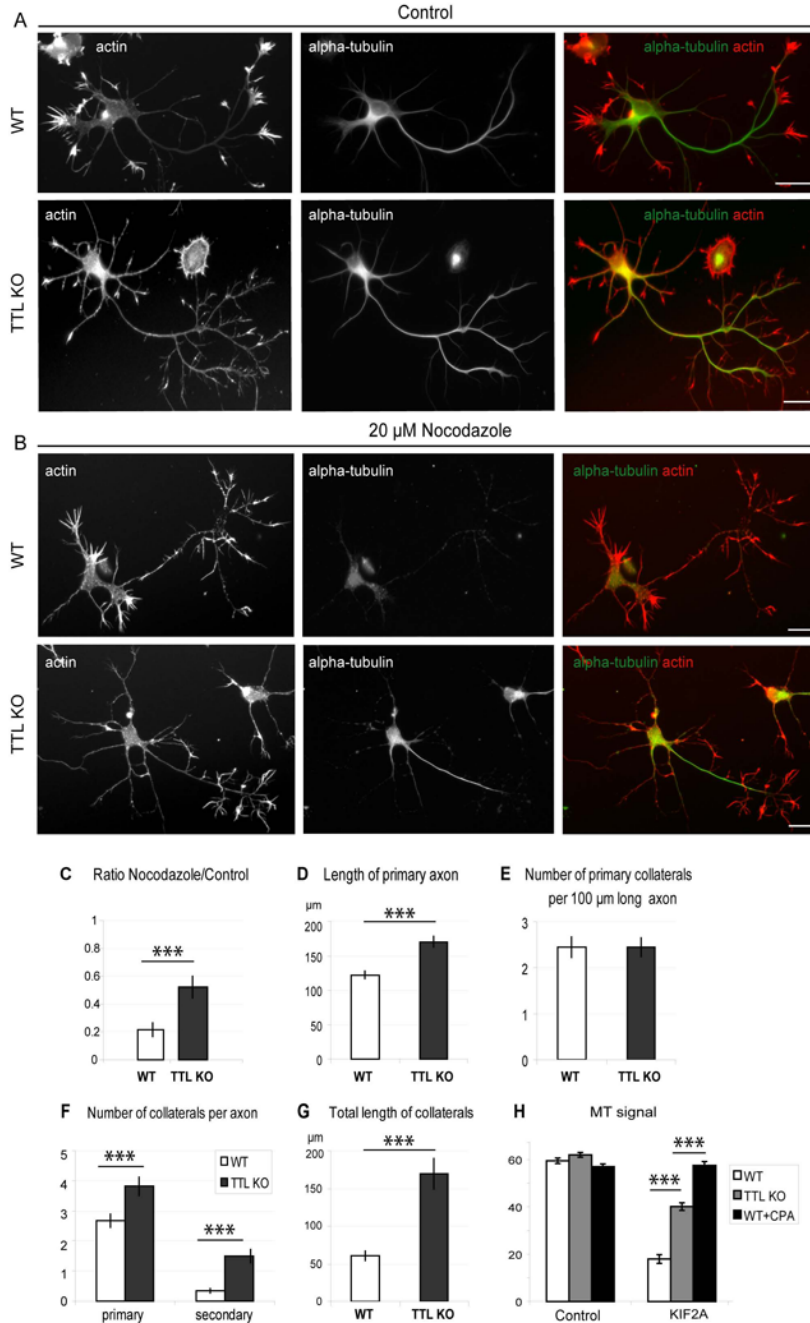 A
Control
actin
alpha-tubulin
alpha-tubulin actin
WT
actin
alpha-tubulin
alpha-tubulin actin
TTL KO
B
20 µM Nocodazole
actin
alpha-tubulin
alpha-tubulin actin
WT
actin
alpha-tubulin
alpha-tubulin actin
TTL KO
C Ratio Nocodazole/Control
1
0.8
0.6
0.4
0.2
0
***
WT TTL KO
D Length of primary axon
µm
200
150
100
50
0
***
WT TTL KO
E Number of primary collaterals
per 100 µm long axon
3
2
1
0
WT TTL KO
F Number of collaterals per axon
5
4
3
2
1
0
***
***
WT
TTL KO
primary secondary
G Total length of collaterals
µm
200
150
100
50
0
***
WT TTL KO
H MT signal
60
40
20
0
***
***
WT
TTL KO
WT+CPA
Control KIF2A